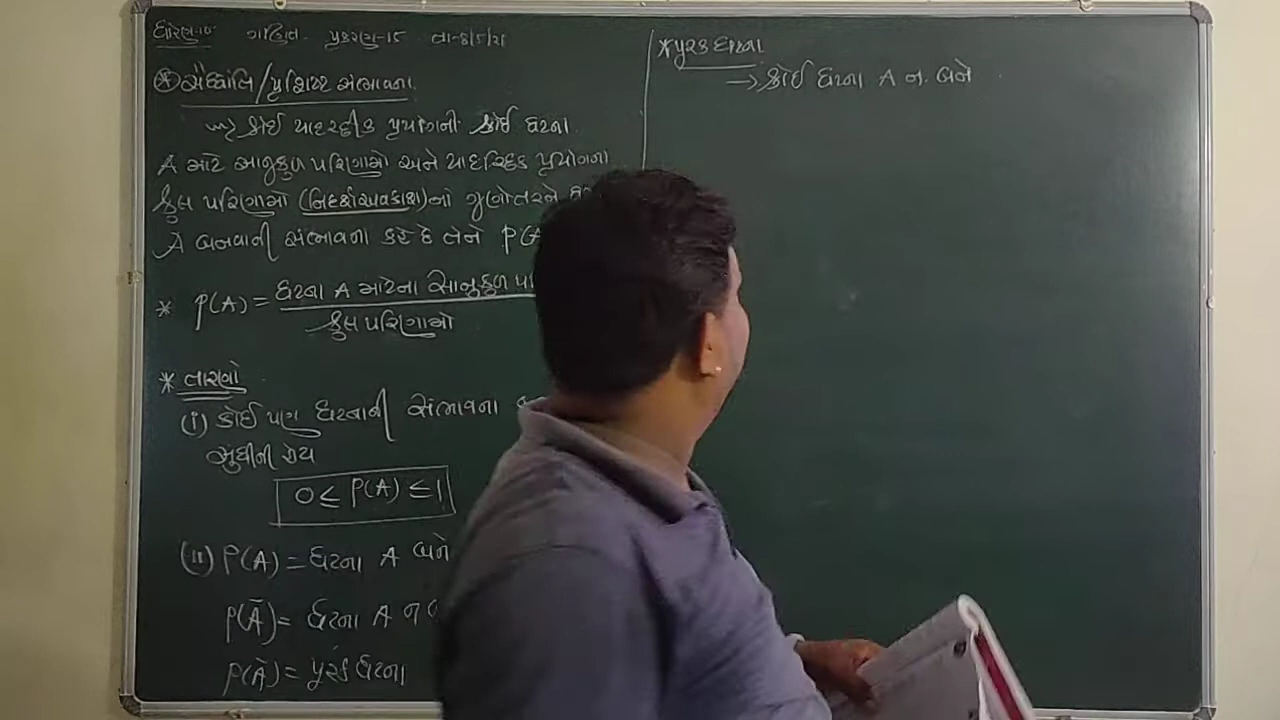 ધોરણ-૧૦ ગણિત પ્રકરણ-૧૫
સૈધ્ધાંતિ/પ્રશિષ્ટ સંભાવના
કોઈ યાદચ્છીક પ્રયોગની કોઈ ઘટના
A માટે આનુકુળ પરિણામો અને યાદચ્છિક પ્રયોગના
કુલ પરિણામો (નિદર્શાવકાશ)નાં ગુણોતરને
A બનવાની સંભાવના કહે છે તેને P(A
* P(A) = ઘટના A માટેના આનુકુળ
કુલ પરિણામો
* તારણો
(i) કોઈ પણ ઘટનાની સંભાવના
સુધીની હોય
0 ≤ P(A) ≤ 1
(ii) P(A) = ઘટના A બને
P(Ā) = ઘટના A ન
P(Ā) = પુરક ઘટના
* પુરક ઘટના
→ કોઈ ઘટના A ન બને